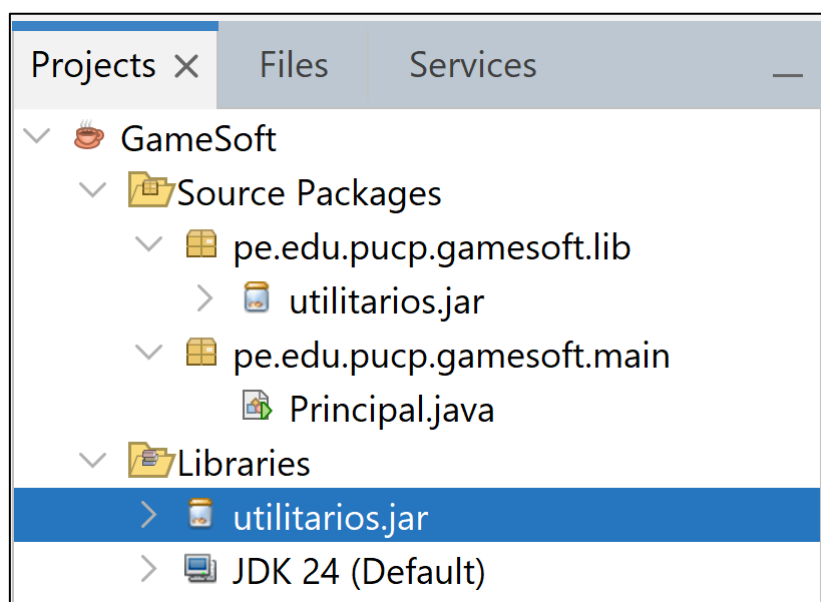 Projects Files Services
GameSoft
Source Packages
pe.edu.pucp.gamesoft.lib
utilitarios.jar
pe.edu.pucp.gamesoft.main
Principal.java
Libraries
utilitarios.jar
JDK 24 (Default)